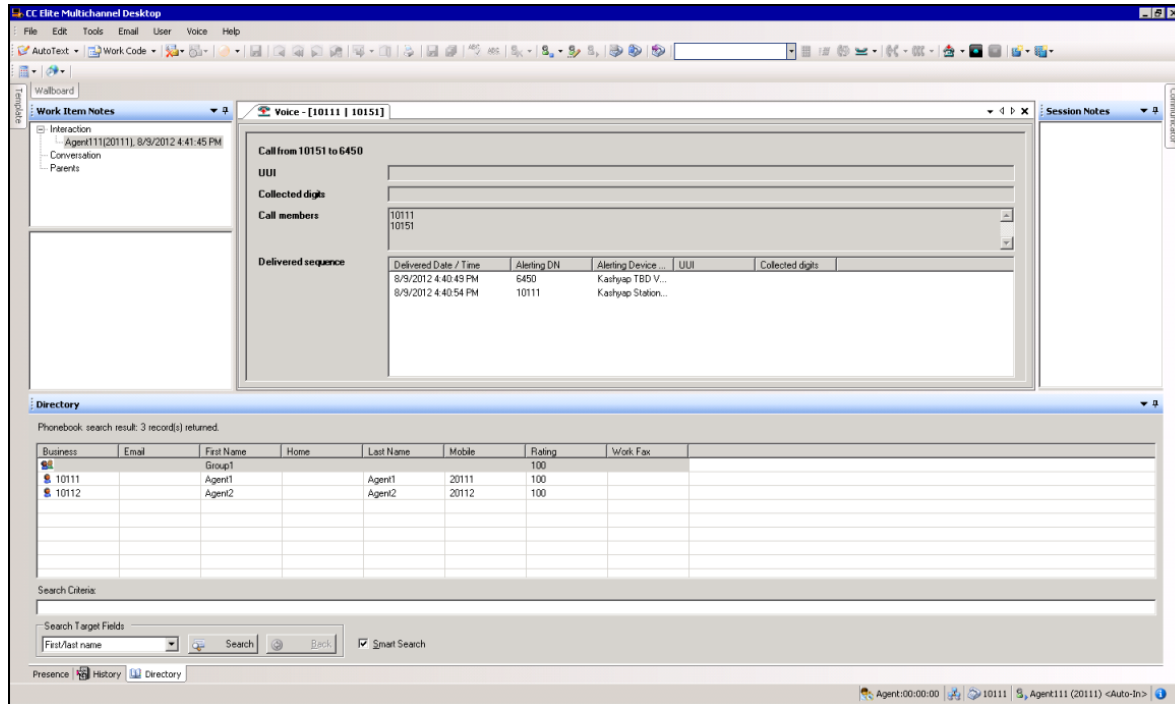 CC Elite Multichannel Desktop
File Edit Tools Email User Voice Help
AutoText Work Code
Wallboard
Template
Work Item Notes
Interaction
Agent111(20111), 8/9/2012 4:41:45 PM
Conversation
Parents
Voice - [10111 | 10151]
Call from 10151 to 6450
UUI
Collected digits
Call members
10111
10151
Delivered sequence
Delivered Date / Time Alerting DN Alerting Device ... UUI Collected digits
8/9/2012 4:40:49 PM 6450 Kashyap TBD V...
8/9/2012 4:40:54 PM 10111 Kashyap Station...
Session Notes
Communicator
Directory
Phonebook search result: 3 record(s) returned.
Business Email First Name Home Last Name Mobile Rating Work Fax
Group1 100
10111 Agent1 Agent1 20111 100
10112 Agent2 Agent2 20112 100
Search Criteria:
Search Target Fields
First/last name Search Back Smart Search
Presence History Directory
Agent:00:00:00 10111 Agent111 (20111) <Auto-In>